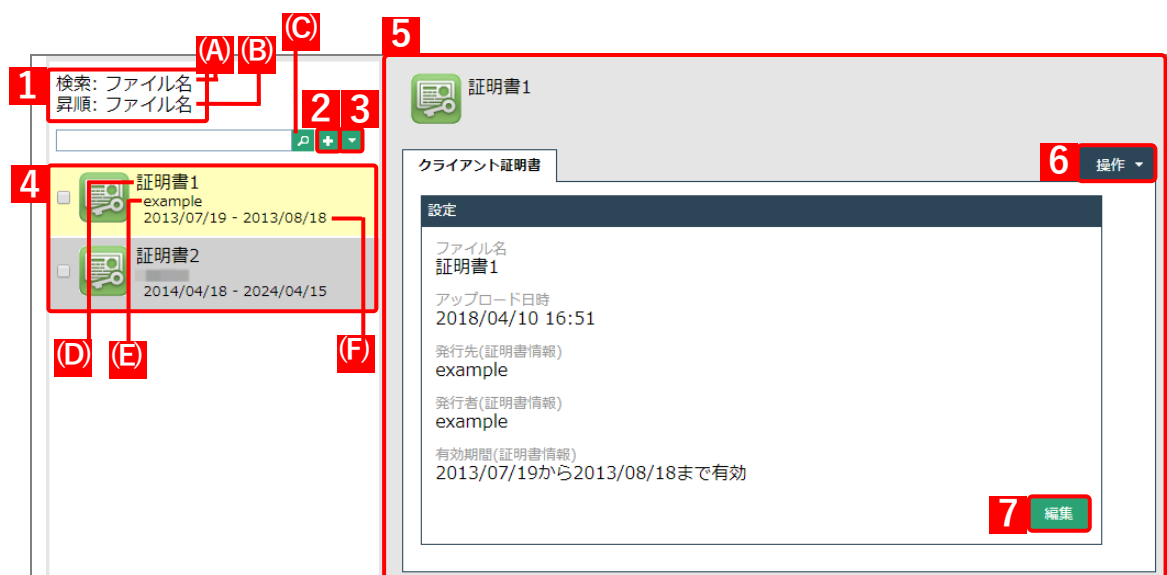 (C)
5
(A) (B)
1
検索: ファイル名
昇順: ファイル名
2 3
4
証明書1
example
2013/07/19 - 2013/08/18
証明書2
2014/04/18 - 2024/04/15
(D) (E) (F)
証明書1
クライアント証明書
6
操作
設定
ファイル名
証明書1
アップロード日時
2018/04/10 16:51
発行先(証明書情報)
example
発行者(証明書情報)
example
有効期間(証明書情報)
2013/07/19から2013/08/18まで有効
7
編集